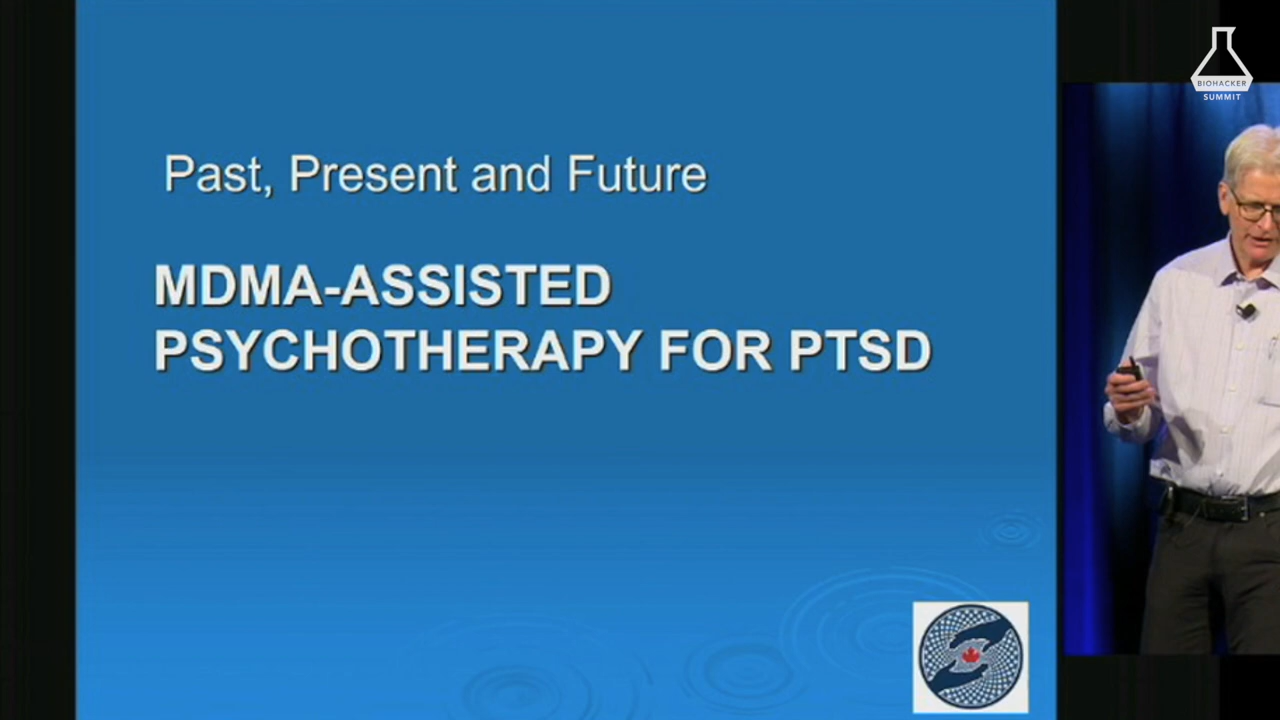 Past, Present and Future
MDMA-ASSISTED
PSYCHOTHERAPY FOR PTSD
BIOHACKER
SUMMIT